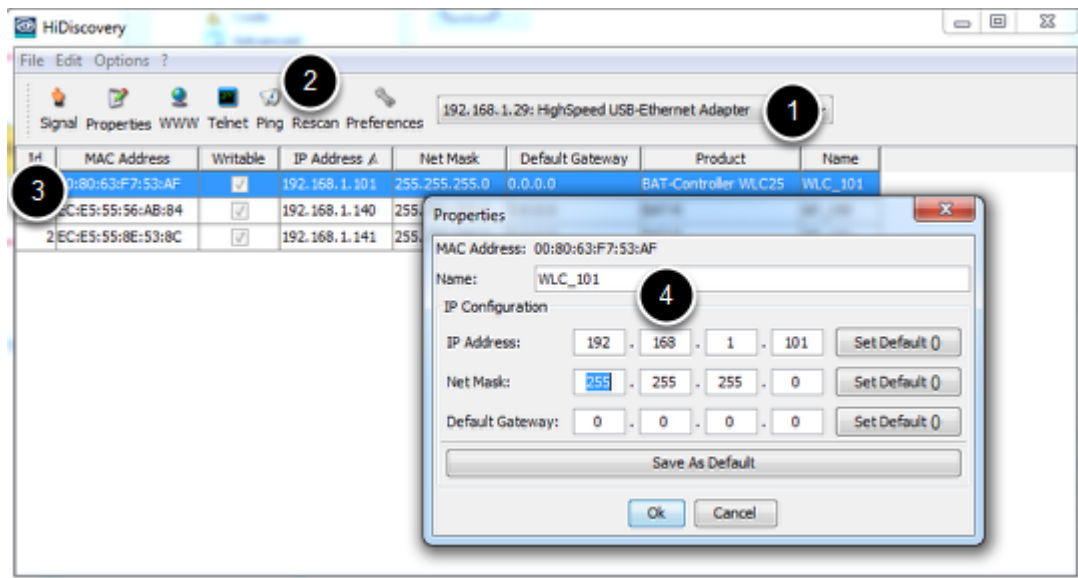 HiDiscovery
File Edit Options ?
2
Signal Properties WWW Telnet Ping Rescan Preferences
192.168.1.29: HighSpeed USB-Ethernet Adapter
1
Id MAC Address Writable IP Address Net Mask Default Gateway Product Name
3 0:80:63:F7:53:AF 192.168.1.101 255.255.255.0 0.0.0.0 BAT-Controller WLC25 WLC_101
C:E5:55:56:AB:84 192.168.1.140 255.
2 EC:E5:55:8E:53:8C 192.168.1.141 255.
Properties
MAC Address: 00:80:63:F7:53:AF
Name: WLC_101
4
IP Configuration
IP Address: 192 . 168 . 1 . 101 Set Default ()
Net Mask: 255 . 255 . 255 . 0 Set Default ()
Default Gateway: 0 . 0 . 0 . 0 Set Default ()
Save As Default
Ok Cancel